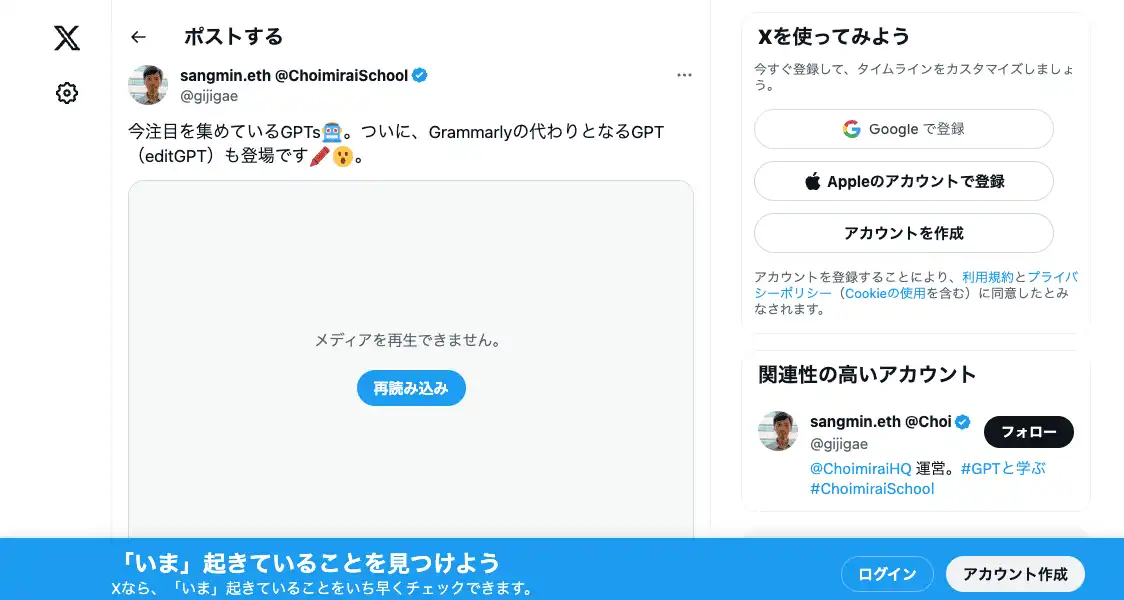 ポストする
sangmin.eth @ChoimiraiSchool
@gijigae
今注目を集めているGPTs🤖。ついに、Grammarlyの代わりとなるGPT
（editGPT）も登場です🖍️😮。
メディアを再生できません。
再読み込み
Xを使ってみよう
今すぐ登録して、タイムラインをカスタマイズしましょ
う。
Google で登録
Appleのアカウントで登録
アカウントを作成
アカウントを登録することにより、利用規約とプライバ
シーポリシー（Cookieの使用を含む）に同意したとみ
なされます。
関連性の高いアカウント
sangmin.eth @Choi
@gijigae
フォロー
@ChoimiraiHQ 運営。#GPTと学ぶ
#ChoimiraiSchool
「いま」起きていることを見つけよう
Xなら、「いま」起きていることをいち早くチェックできます。
ログイン
アカウント作成